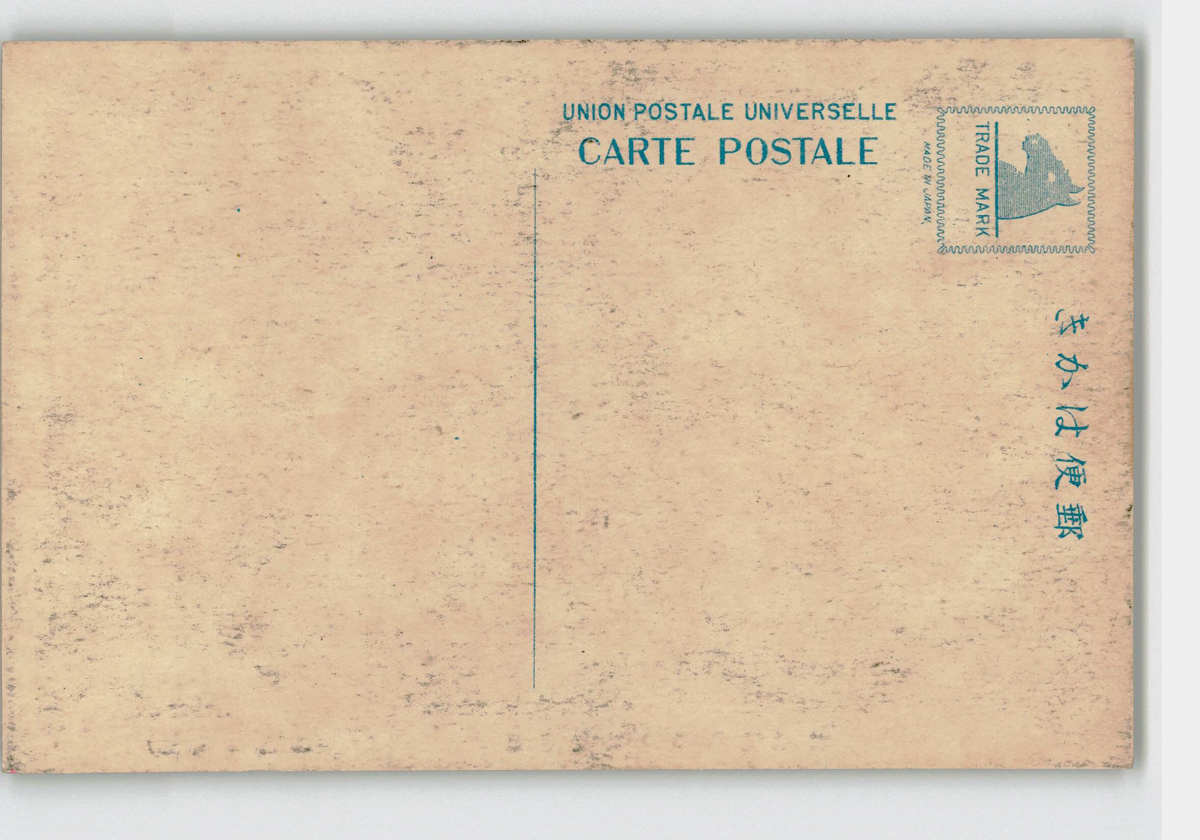 UNION POSTALE UNIVERSELLE
CARTE POSTALE
TRADE MARK
MADE IN JAPAN.
きかは便郵